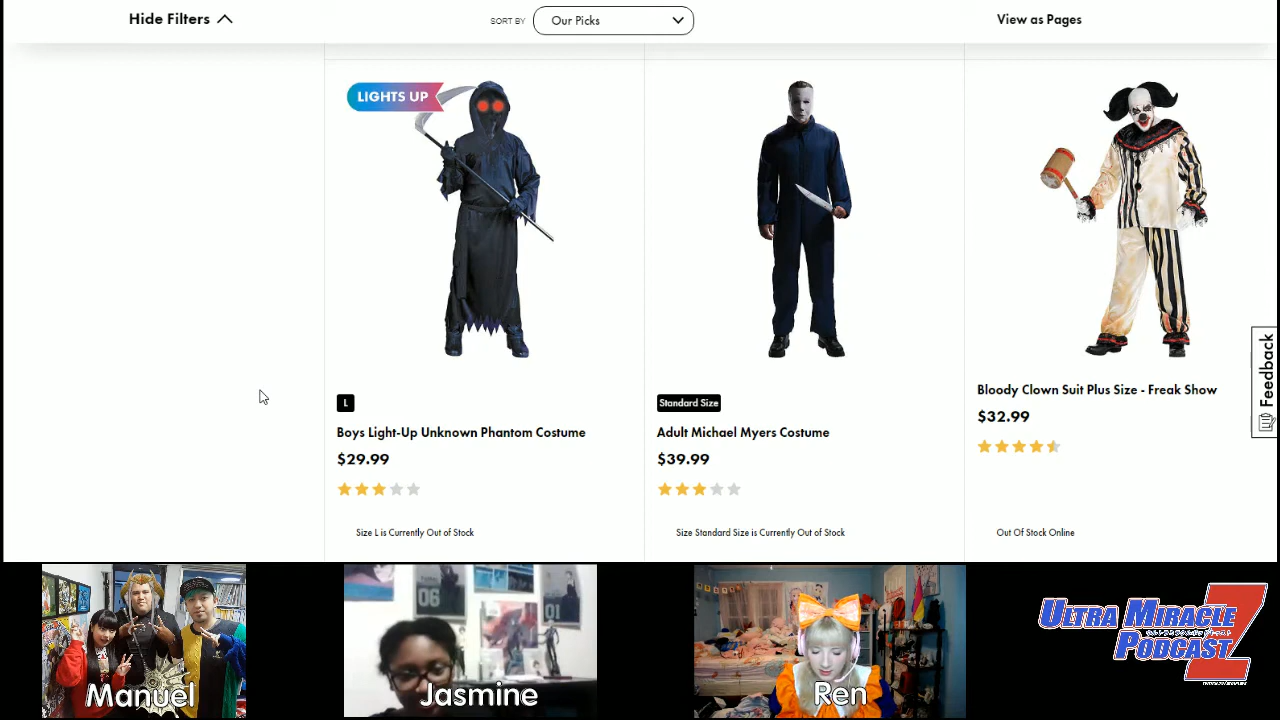 Hide Filters
SORT BY
Our Picks
View as Pages
LIGHTS UP
L
Boys Light-Up Unknown Phantom Costume
$29.99
Size L is Currently Out of Stock
Standard Size
Adult Michael Myers Costume
$39.99
Size Standard Size is Currently Out of Stock
Bloody Clown Suit Plus Size - Freak Show
$32.99
Out Of Stock Online
Feedback
Manuel
06
01
Jasmine
Ren
ULTRA MIRACLE
PODCAST
Z